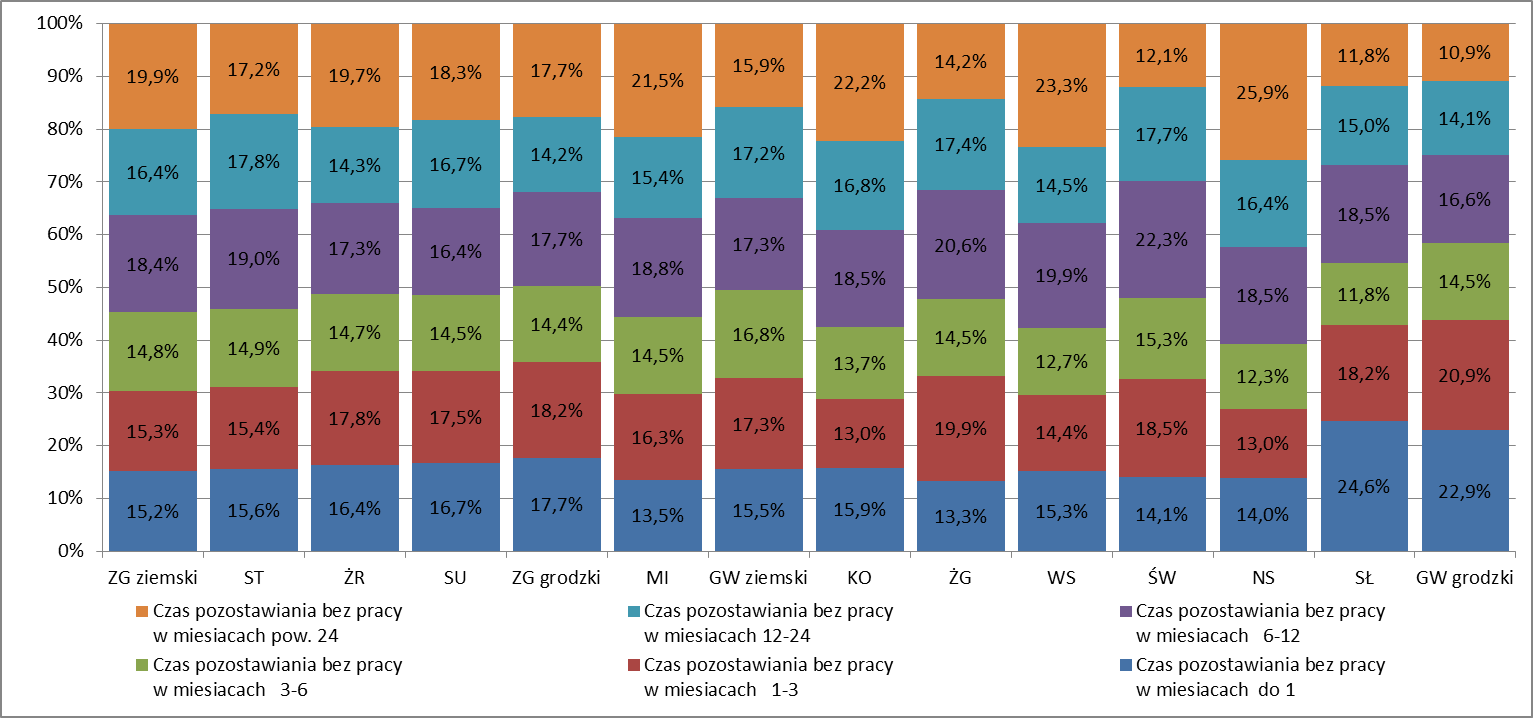 100%
90%
80%
70%
60%
50%
40%
30%
20%
10%
0%
19,9% 17,2% 19,7% 18,3% 17,7% 21,5% 15,9% 22,2% 14,2% 23,3% 12,1% 25,9% 11,8% 10,9%
16,4% 17,8% 14,3% 16,7% 14,2% 15,4% 17,2% 16,8% 17,4% 14,5% 17,7% 16,4% 15,0% 14,1%
18,4% 19,0% 17,3% 16,4% 17,7% 18,8% 17,3% 18,5% 20,6% 19,9% 22,3% 18,5% 18,5% 16,6%
14,8% 14,9% 14,7% 14,5% 14,4% 14,5% 16,8% 13,7% 14,5% 12,7% 15,3% 12,3% 11,8% 14,5%
15,3% 15,4% 17,8% 17,5% 18,2% 16,3% 17,3% 13,0% 19,9% 14,4% 18,5% 13,0% 18,2% 20,9%
15,2% 15,6% 16,4% 16,7% 17,7% 13,5% 15,5% 15,9% 13,3% 15,3% 14,1% 14,0% 24,6% 22,9%
ZG ziemski ST ŻR SU ZG grodzki MI GW ziemski KO ŻG WS ŚW NS SŁ GW grodzki
Czas pozostawiania bez pracy
w miesiacach pow. 24
Czas pozostawiania bez pracy
w miesiacach 12-24
Czas pozostawiania bez pracy
w miesiacach 6-12
Czas pozostawiania bez pracy
w miesiacach 3-6
Czas pozostawiania bez pracy
w miesiacach 1-3
Czas pozostawiania bez pracy
w miesiacach do 1